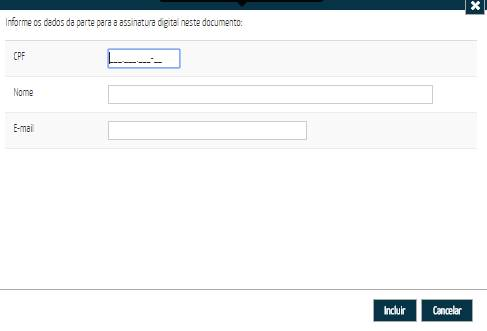 Informe os dados da parte para a assinatura digital neste documento:
CPF ___.___.___-__
Nome
E-mail
Incluir Cancelar